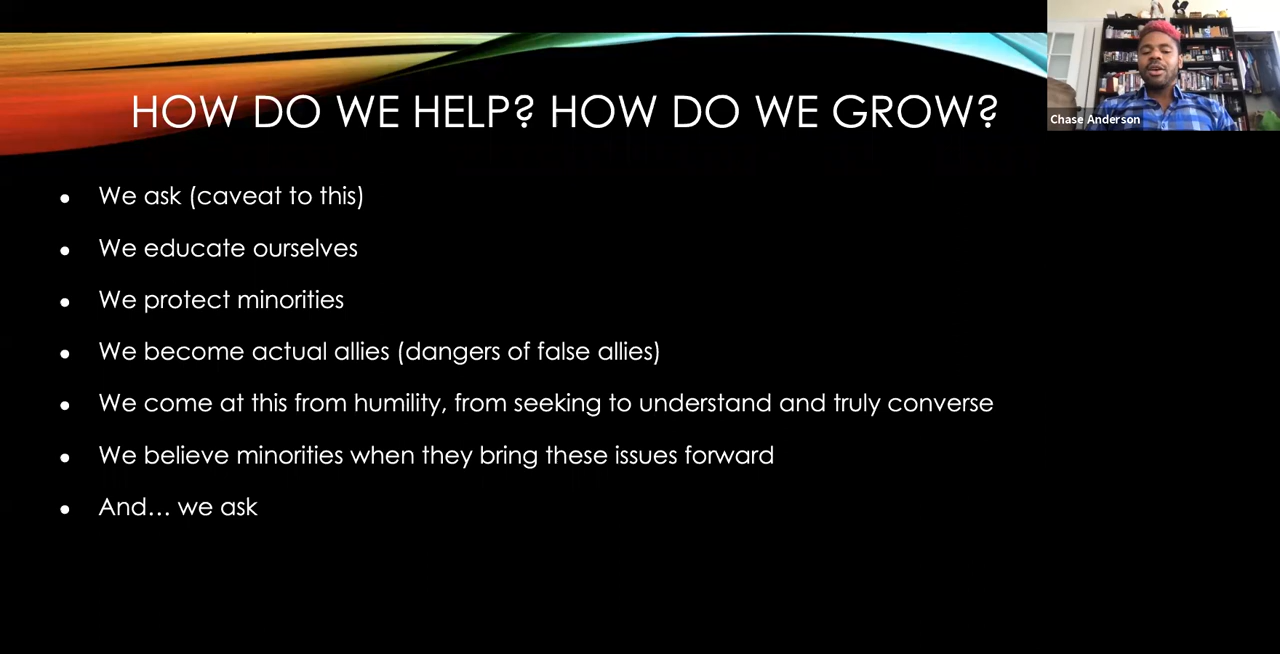 HOW DO WE HELP? HOW DO WE GROW?
Chase Anderson
• We ask (caveat to this)
• We educate ourselves
• We protect minorities
• We become actual allies (dangers of false allies)
• We come at this from humility, from seeking to understand and truly converse
• We believe minorities when they bring these issues forward
• And... we ask